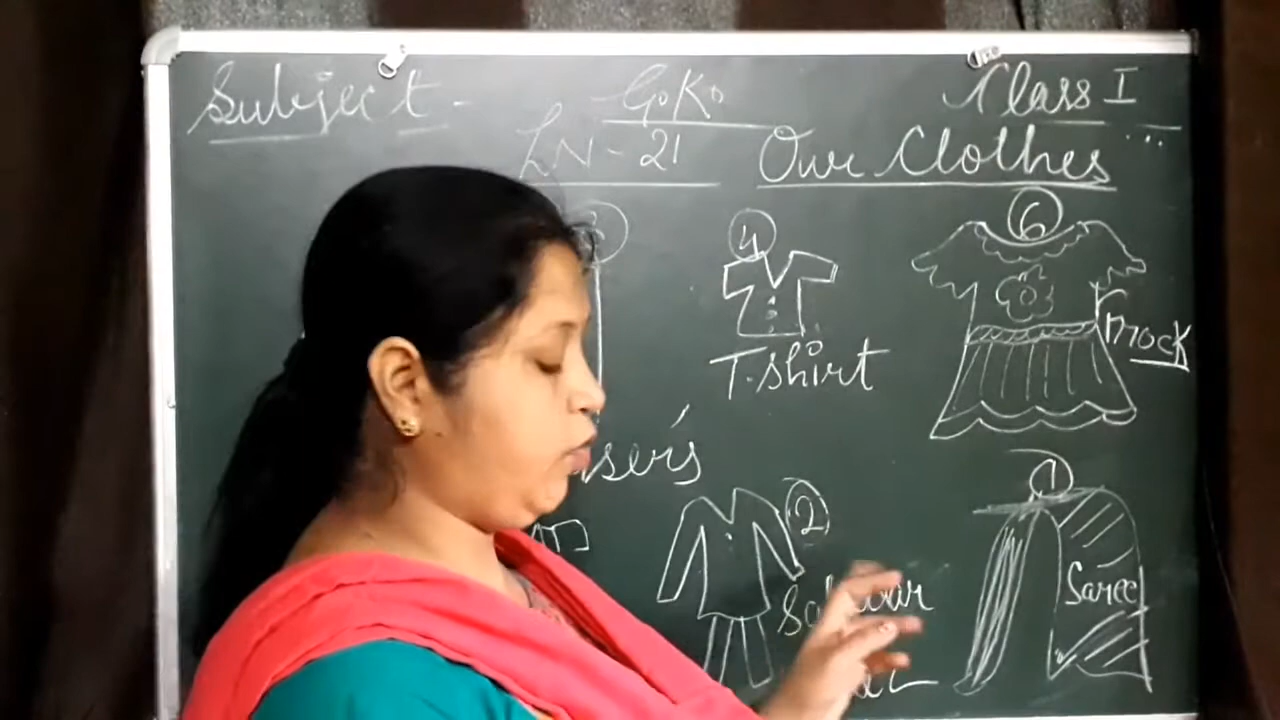 Subject - G.K. Class I
LN - 21 Our Clothes ...
6
4
Frock
T-shirt
1
2
Saree